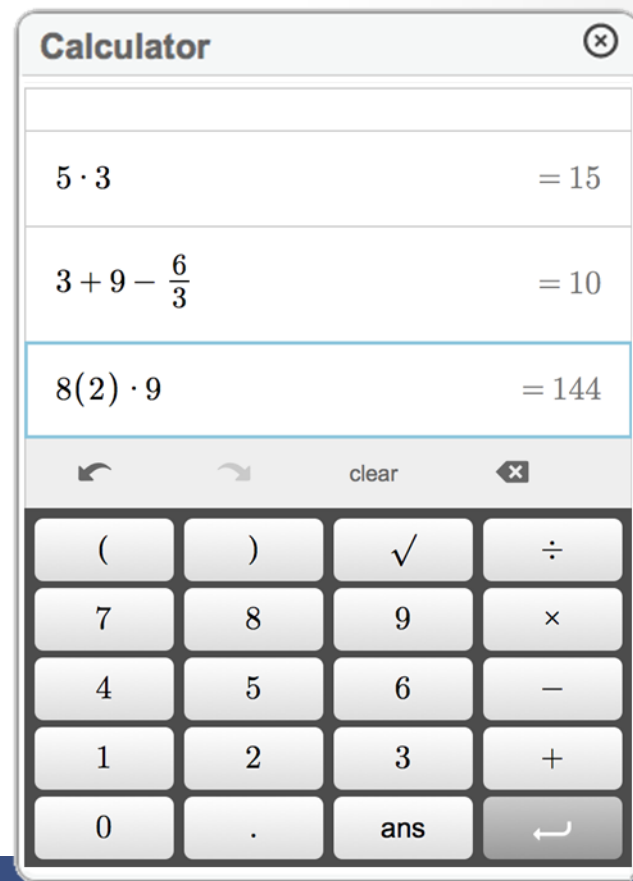 Calculator
5 · 3 = 15
3 + 9 − 6/3 = 10
8(2) · 9 = 144
clear
( ) √ ÷
7 8 9 ×
4 5 6 −
1 2 3 +
0 . ans